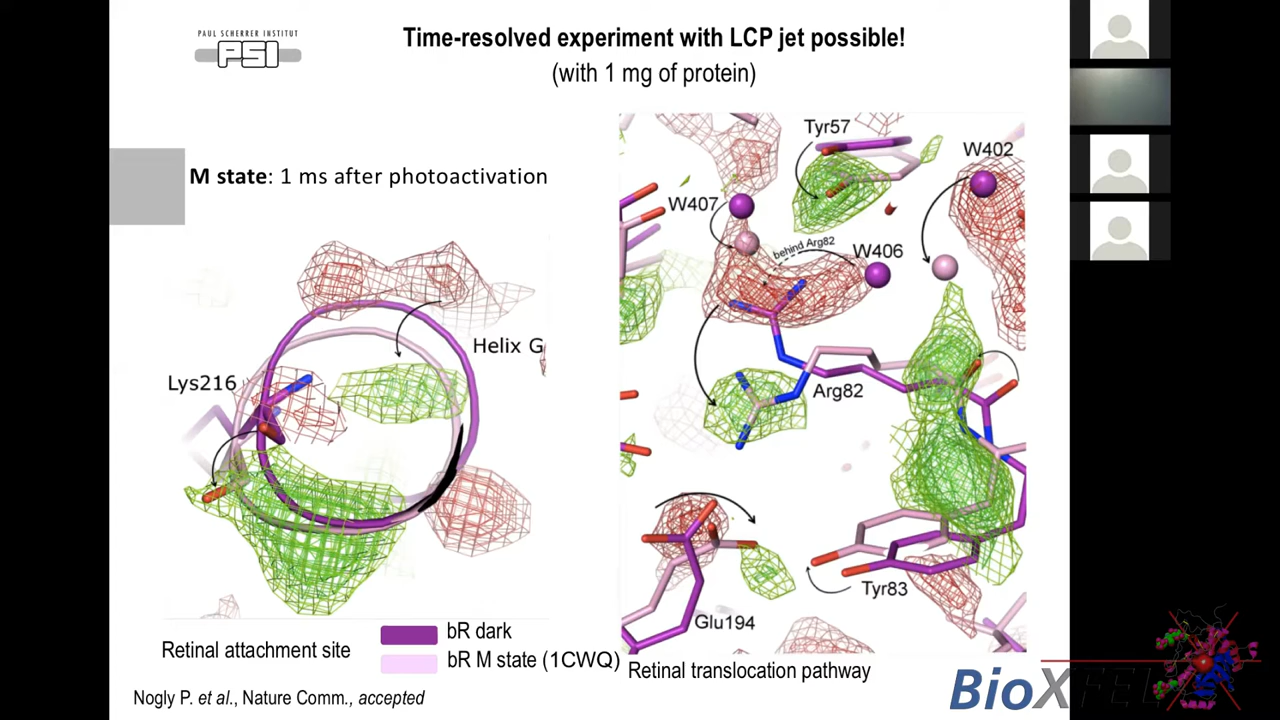 PAUL SCHERRER INSTITUT
PSI
Time-resolved experiment with LCP jet possible!
(with 1 mg of protein)
M state: 1 ms after photoactivation
Helix G
Lys216
Retinal attachment site
bR dark
bR M state (1CWQ)
Tyr57
W402
W407
behind Arg82
W406
Arg82
Tyr83
Glu194
Retinal translocation pathway
Nogly P. et al., Nature Comm., accepted
BioXFEL